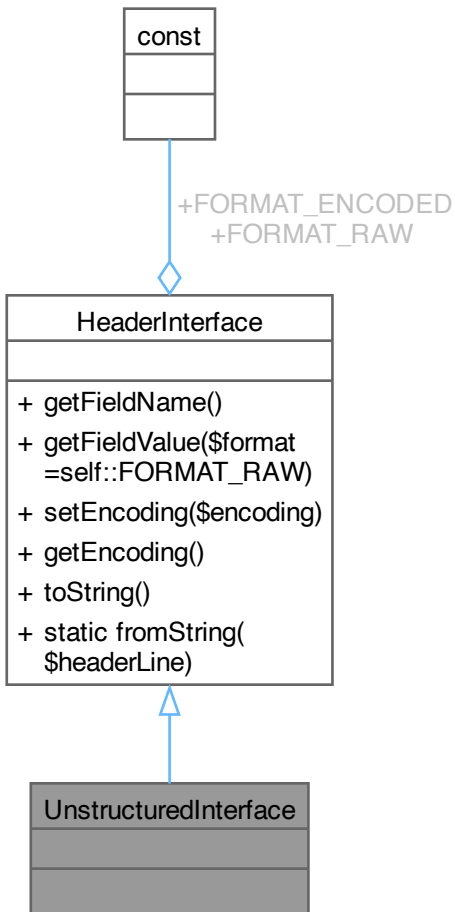 const
+FORMAT_ENCODED
+FORMAT_RAW
HeaderInterface
+ getFieldName()
+ getFieldValue($format
=self::FORMAT_RAW)
+ setEncoding($encoding)
+ getEncoding()
+ toString()
+ static fromString(
$headerLine)
UnstructuredInterface